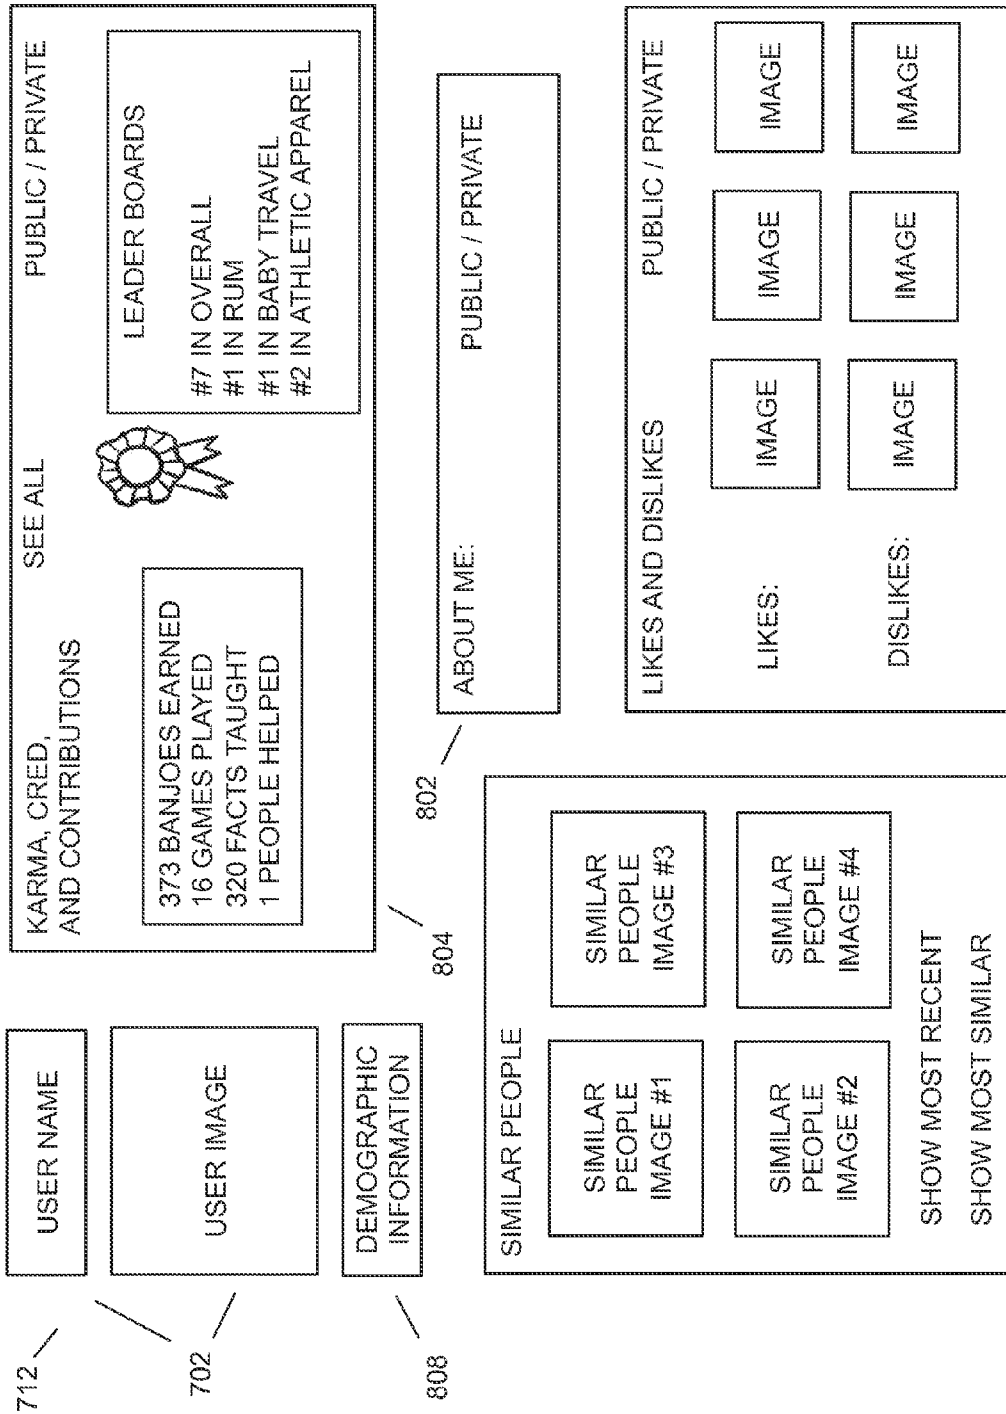 712
702
USER NAME
USER IMAGE
808
DEMOGRAPHIC
INFORMATION
KARMA, CRED,
AND CONTRIBUTIONS
SEE ALL
PUBLIC / PRIVATE
373 BANJOES EARNED
16 GAMES PLAYED
320 FACTS TAUGHT
1 PEOPLE HELPED
LEADER BOARDS
#7 IN OVERALL
#1 IN RUM
#1 IN BABY TRAVEL
#2 IN ATHLETIC APPAREL
804
802
ABOUT ME:
PUBLIC / PRIVATE
SIMILAR PEOPLE
SIMILAR
PEOPLE
IMAGE #1
SIMILAR
PEOPLE
IMAGE #3
SIMILAR
PEOPLE
IMAGE #2
SIMILAR
PEOPLE
IMAGE #4
SHOW MOST RECENT
SHOW MOST SIMILAR
LIKES AND DISLIKES
PUBLIC / PRIVATE
LIKES:
IMAGE
IMAGE
IMAGE
DISLIKES:
IMAGE
IMAGE
IMAGE